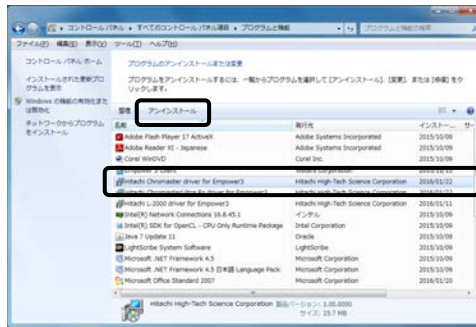 コントロール パネル ▸ すべてのコントロール パネル項目 ▸ プログラムと機能
プログラムと機能の検索
ファイル(F) 編集(E) 表示(V) ツール(T) ヘルプ(H)
コントロール パネル ホーム
インストールされた更新プログラムを表示
Windows の機能の有効化または無効化
ネットワークからプログラムをインストール
プログラムのアンインストールまたは変更
プログラムをアンインストールするには、一覧からプログラムを選択して [アンインストール]、[変更]、または [修復] をクリックします。
整理 アンインストール
名前 発行元 インストー... サ
Adobe Flash Player 17 ActiveX Adobe Systems Incorporated 2015/10/09
Adobe Reader XI - Japanese Adobe Systems Incorporated 2015/10/09
Corel WinDVD Corel Inc. 2015/10/09
Hitachi Chromaster driver for Empower3 Hitachi High-Tech Science Corporation 2016/01/22
Hitachi L-2000 driver for Empower3 Hitachi High-Tech Science Corporation 2016/01/11
Intel(R) Network Connections 16.8.45.1 インテル 2015/10/09
Intel(R) SDK for OpenCL - CPU Only Runtime Package Intel Corporation 2015/10/09
Java 7 Update 11 Oracle 2015/10/09
LightScribe System Software LightScribe 2015/10/09
Microsoft .NET Framework 4.5 Microsoft Corporation 2015/10/09
Microsoft .NET Framework 4.5 日本語 Language Pack Microsoft Corporation 2015/10/09
Microsoft Office Standard 2007 Microsoft Corporation 2016/01/20
Hitachi High-Tech Science Corporation 製品バージョン: 1.00.0000
サイズ: 25.7 MB